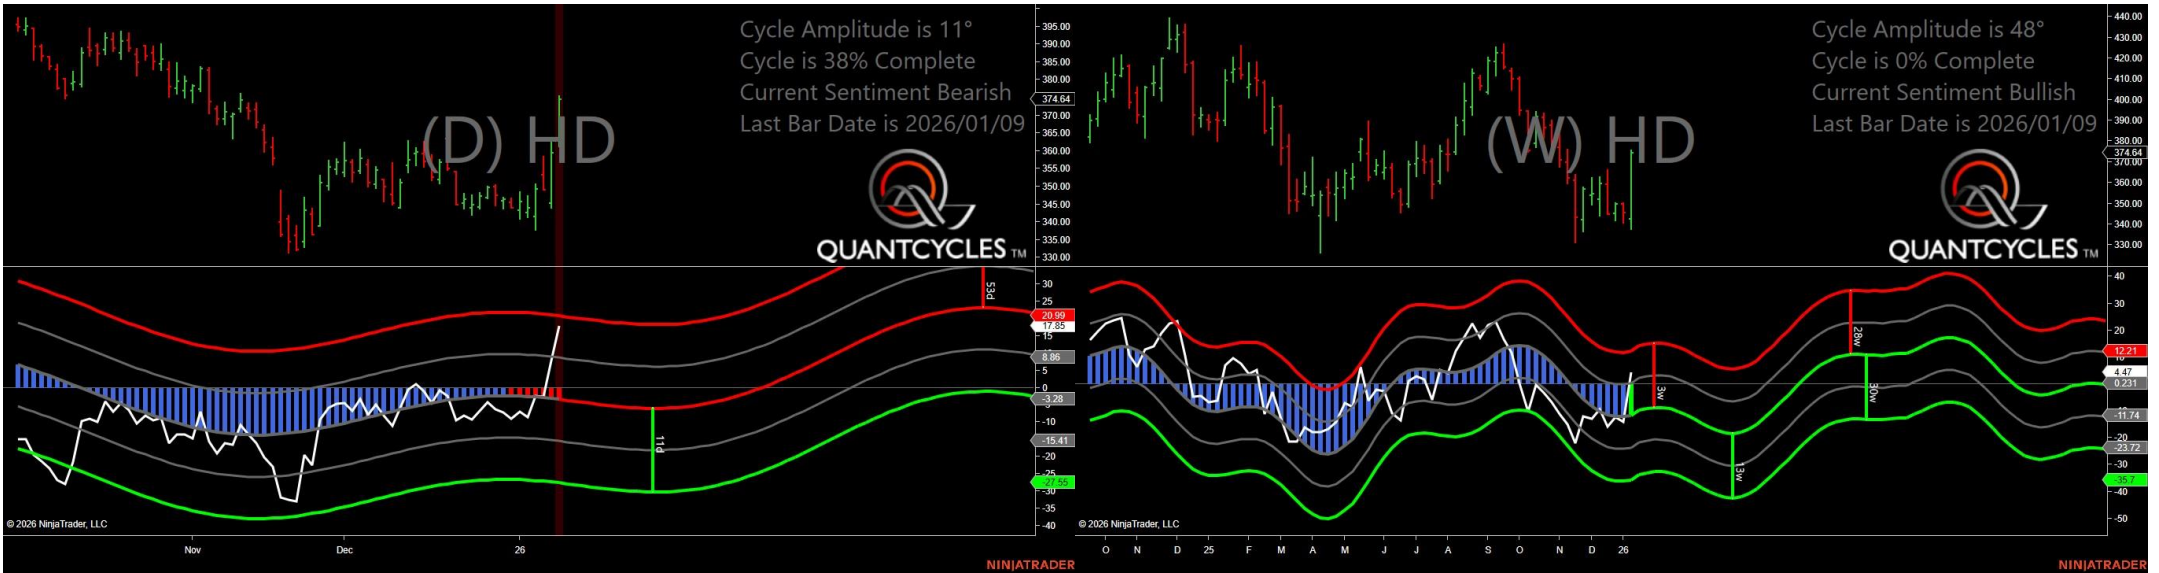 Cycle Amplitude is 11°
Cycle is 38% Complete
Current Sentiment Bearish
Last Bar Date is 2026/01/09
(D) HD
QUANTCYCLES TM
395.00
390.00
385.00
380.00
374.64
370.00
365.00
360.00
355.00
350.00
345.00
340.00
335.00
330.00
53d
11d
30
25
20.99
17.85
15
8.86
5
0
-3.28
-10
-15.41
-20
-25
-27.55
-30
-35
-40
© 2026 NinjaTrader, LLC
Nov
Dec
26
NINJATRADER
Cycle Amplitude is 48°
Cycle is 0% Complete
Current Sentiment Bullish
Last Bar Date is 2026/01/09
(W) HD
QUANTCYCLES TM
440.00
430.00
420.00
410.00
400.00
390.00
380.00
374.64
370.00
360.00
350.00
340.00
330.00
3w
13w
28w
30w
40
30
20
12.21
10
4.47
0.231
-11.74
-20
-23.72
-30
-35.7
-40
-50
© 2026 NinjaTrader, LLC
O
N
D
25
F
M
A
M
J
J
A
S
O
N
D
26
NINJATRADER